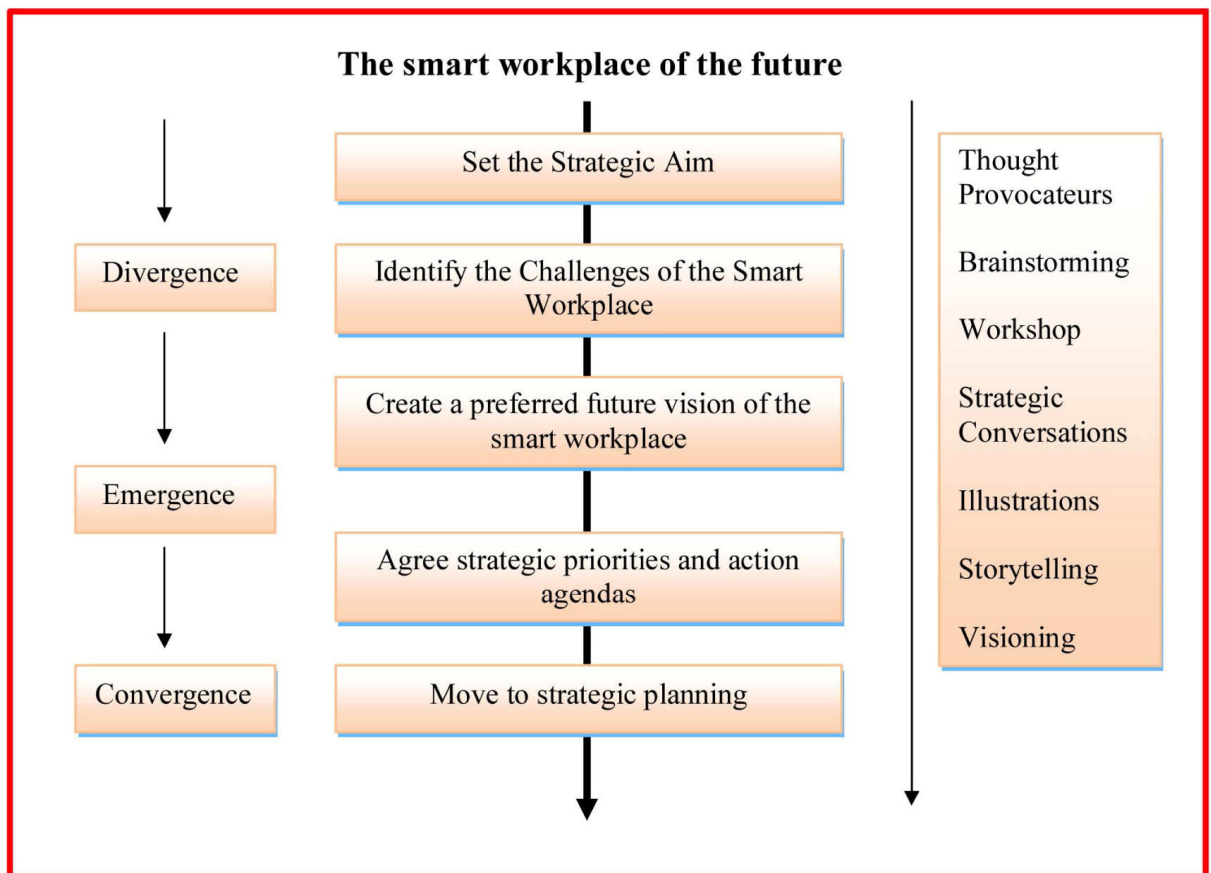 The smart workplace of the future
Set the Strategic Aim
Divergence
Identify the Challenges of the Smart
Workplace
Create a preferred future vision of the
smart workplace
Emergence
Agree strategic priorities and action
agendas
Convergence
Move to strategic planning
Thought
Provocateurs
Brainstorming
Workshop
Strategic
Conversations
Illustrations
Storytelling
Visioning